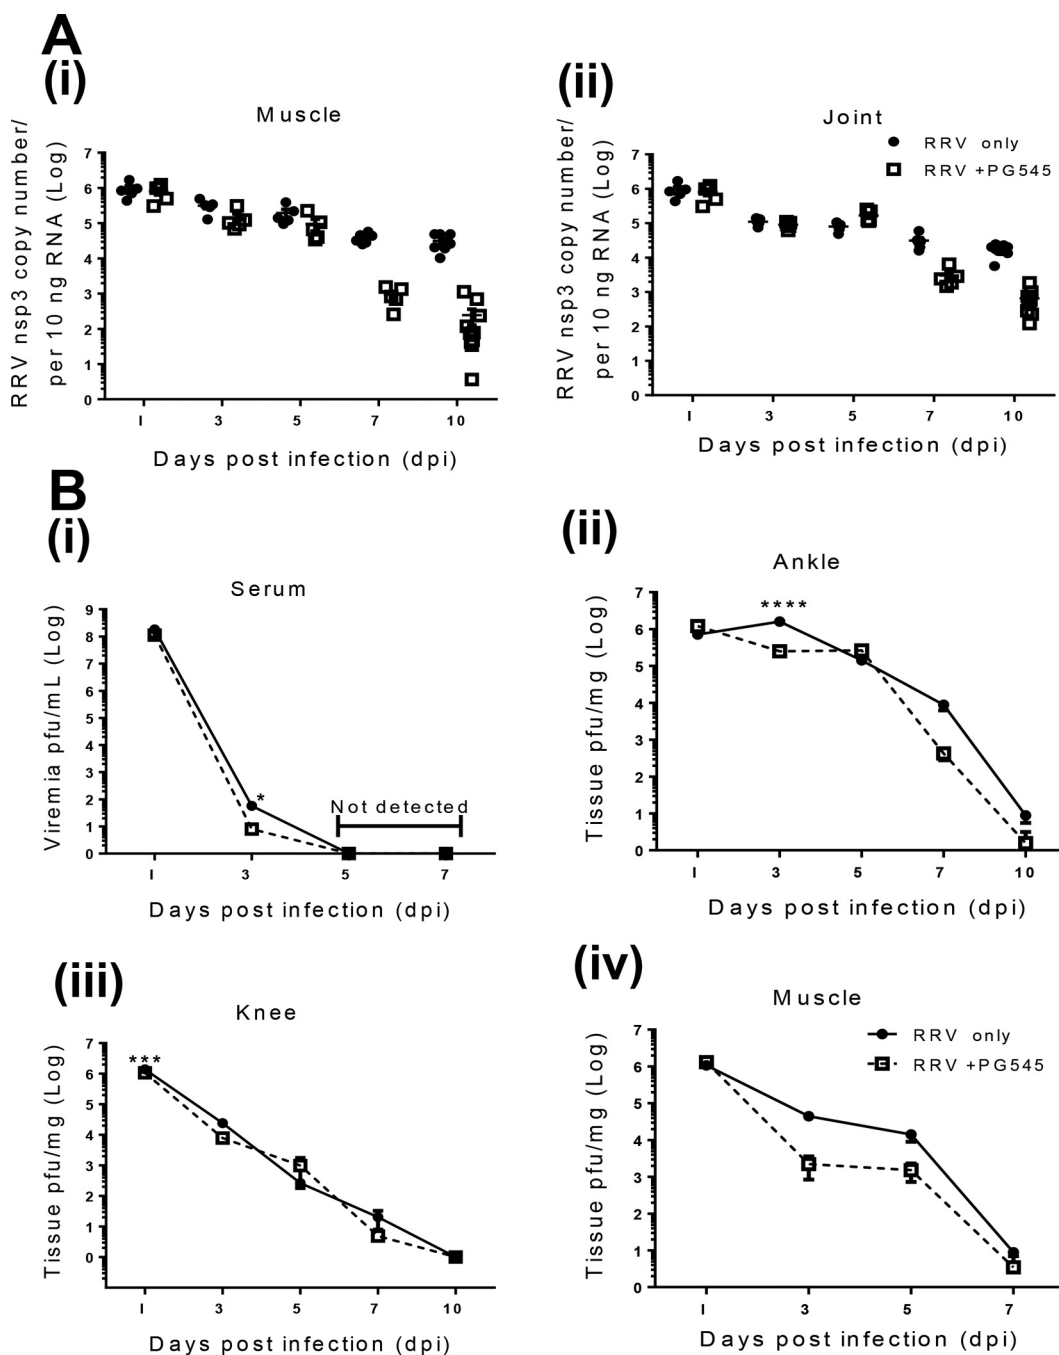 A
(i)
Muscle
RRV nsp3 copy number/
per 10 ng RNA (Log)
7
6
5
4
3
2
1
0
I 3 5 7 10
Days post infection (dpi)
(ii)
Joint
RRV only
RRV +PG545
RRV nsp3 copy number/
per 10 ng RNA (Log)
7
6
5
4
3
2
1
0
I 3 5 7 10
Days post infection (dpi)
B
(i)
Serum
Viremia pfu/mL (Log)
9
8
7
6
5
4
3
2
1
0
*
Not detected
I 3 5 7
Days post infection (dpi)
(ii)
Ankle
Tissue pfu/mg (Log)
7
6
5
4
3
2
1
0
****
I 3 5 7 10
Days post infection (dpi)
(iii)
Knee
Tissue pfu/mg (Log)
7
6
5
4
3
2
1
0
***
I 3 5 7 10
Days post infection (dpi)
(iv)
Muscle
RRV only
RRV +PG545
Tissue pfu/mg (Log)
7
6
5
4
3
2
1
0
I 3 5 7
Days post infection (dpi)